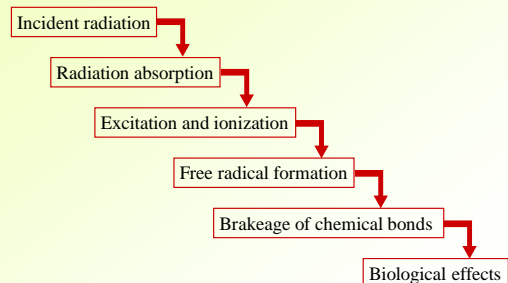 Incident radiation
Radiation absorption
Excitation and ionization
Free radical formation
Brakeage of chemical bonds
Biological effects